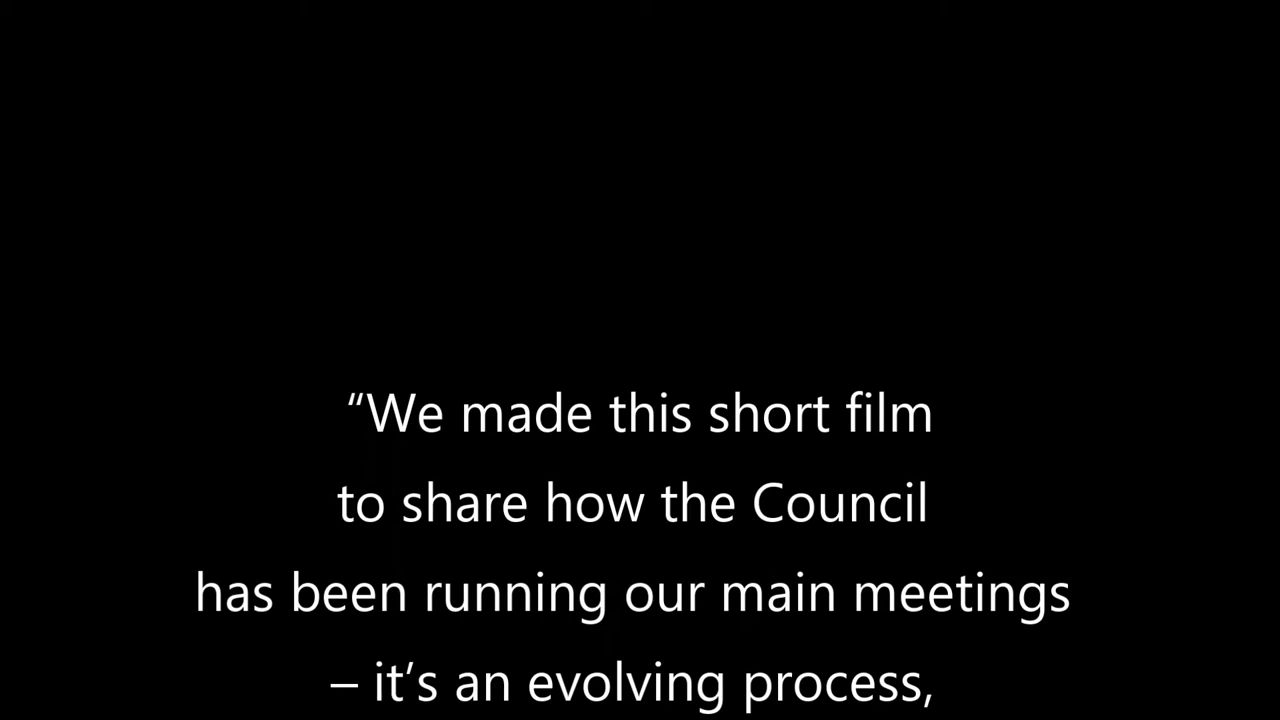 “We made this short film
to share how the Council
has been running our main meetings
– it’s an evolving process,